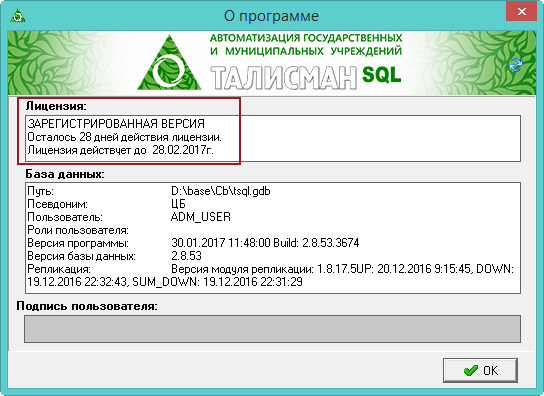 О программе
АВТОМАТИЗАЦИЯ ГОСУДАРСТВЕННЫХ
И МУНИЦИПАЛЬНЫХ УЧРЕЖДЕНИЙ
ТАЛИСМАН SQL
Лицензия:
ЗАРЕГИСТРИРОВАННАЯ ВЕРСИЯ
Осталось 28 дней действия лицензии.
Лицензия действует до 28.02.2017г.
База данных:
Путь: D:\base\Cb\tsql.gdb
Псевдоним: ЦБ
Пользователь: ADM_USER
Роли пользователя:
Версия программы: 30.01.2017 11:48:00 Build: 2.8.53.3674
Версия базы данных: 2.8.53
Репликация: Версия модуля репликации: 1.8.17.5UP: 20.12.2016 9:15:45, DOWN:
19.12.2016 22:32:43, SUM_DOWN: 19.12.2016 22:31:29
Подпись пользователя:
OK